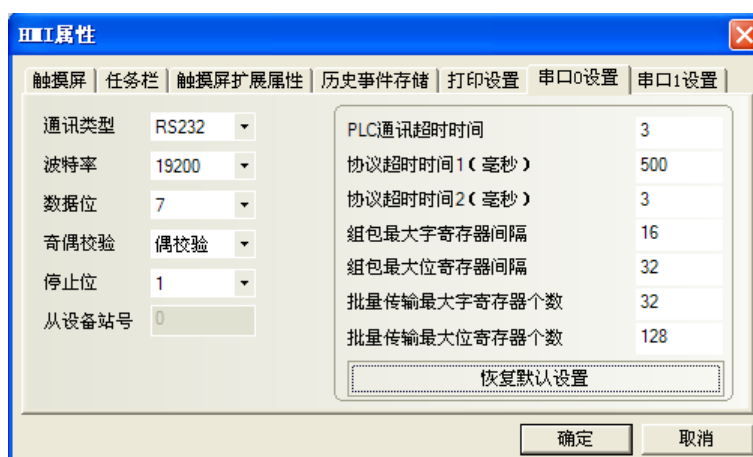 HMI属性
触摸屏 任务栏 触摸屏扩展属性 历史事件存储 打印设置 串口0设置 串口1设置
通讯类型 RS232
波特率 19200
数据位 7
奇偶校验 偶校验
停止位 1
从设备站号 0
PLC通讯超时时间 3
协议超时时间1(毫秒) 500
协议超时时间2(毫秒) 3
组包最大字寄存器间隔 16
组包最大位寄存器间隔 32
批量传输最大字寄存器个数 32
批量传输最大位寄存器个数 128
恢复默认设置
确定 取消